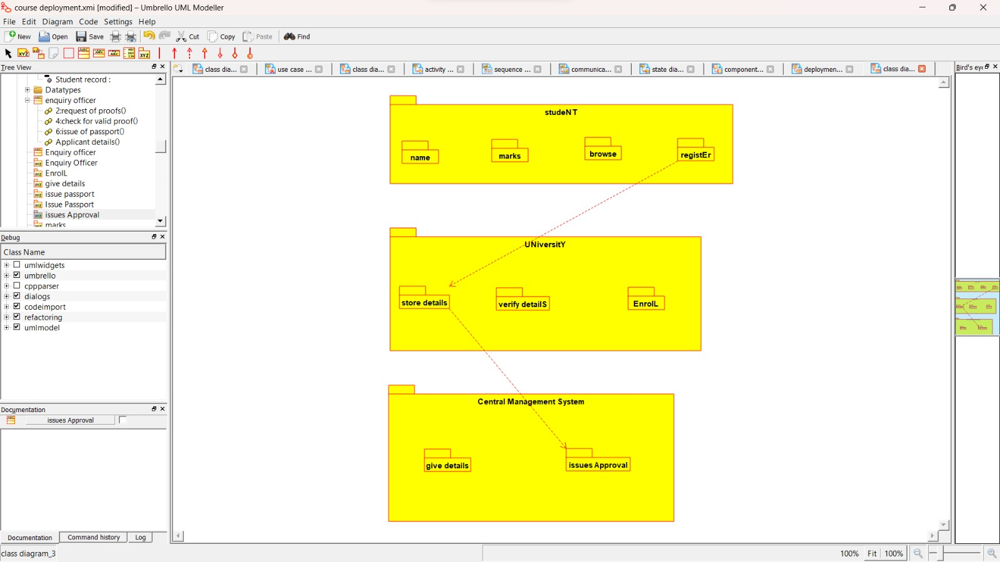 course deployment.xmi [modified] – Umbrello UML Modeller
File Edit Diagram Code Settings Help
New Open Save Cut Copy Paste Find
Tree View
Student record :
Datatypes
enquiry officer
2:request of proofs()
4:check for valid proof()
6:issue of passport()
Applicant details()
Enquiry officer
Enquiry Officer
EnrolL
give details
issue passport
Issue Passport
issues Approval
marks
Debug
Class Name
umlwidgets
umbrello
cppparser
dialogs
codeimport
refactoring
umlmodel
Documentation
issues Approval
Documentation Command history Log
class diagram_3
class dia... use case ... class dia... activity ... sequence ... communica... state dia... component... deploymen... class dia...
studeNT
name
marks
browse
registEr
UNiversitY
store details
verify detailS
EnrolL
Central Management System
give details
issues Approval
Bird's eye
100% Fit 100%